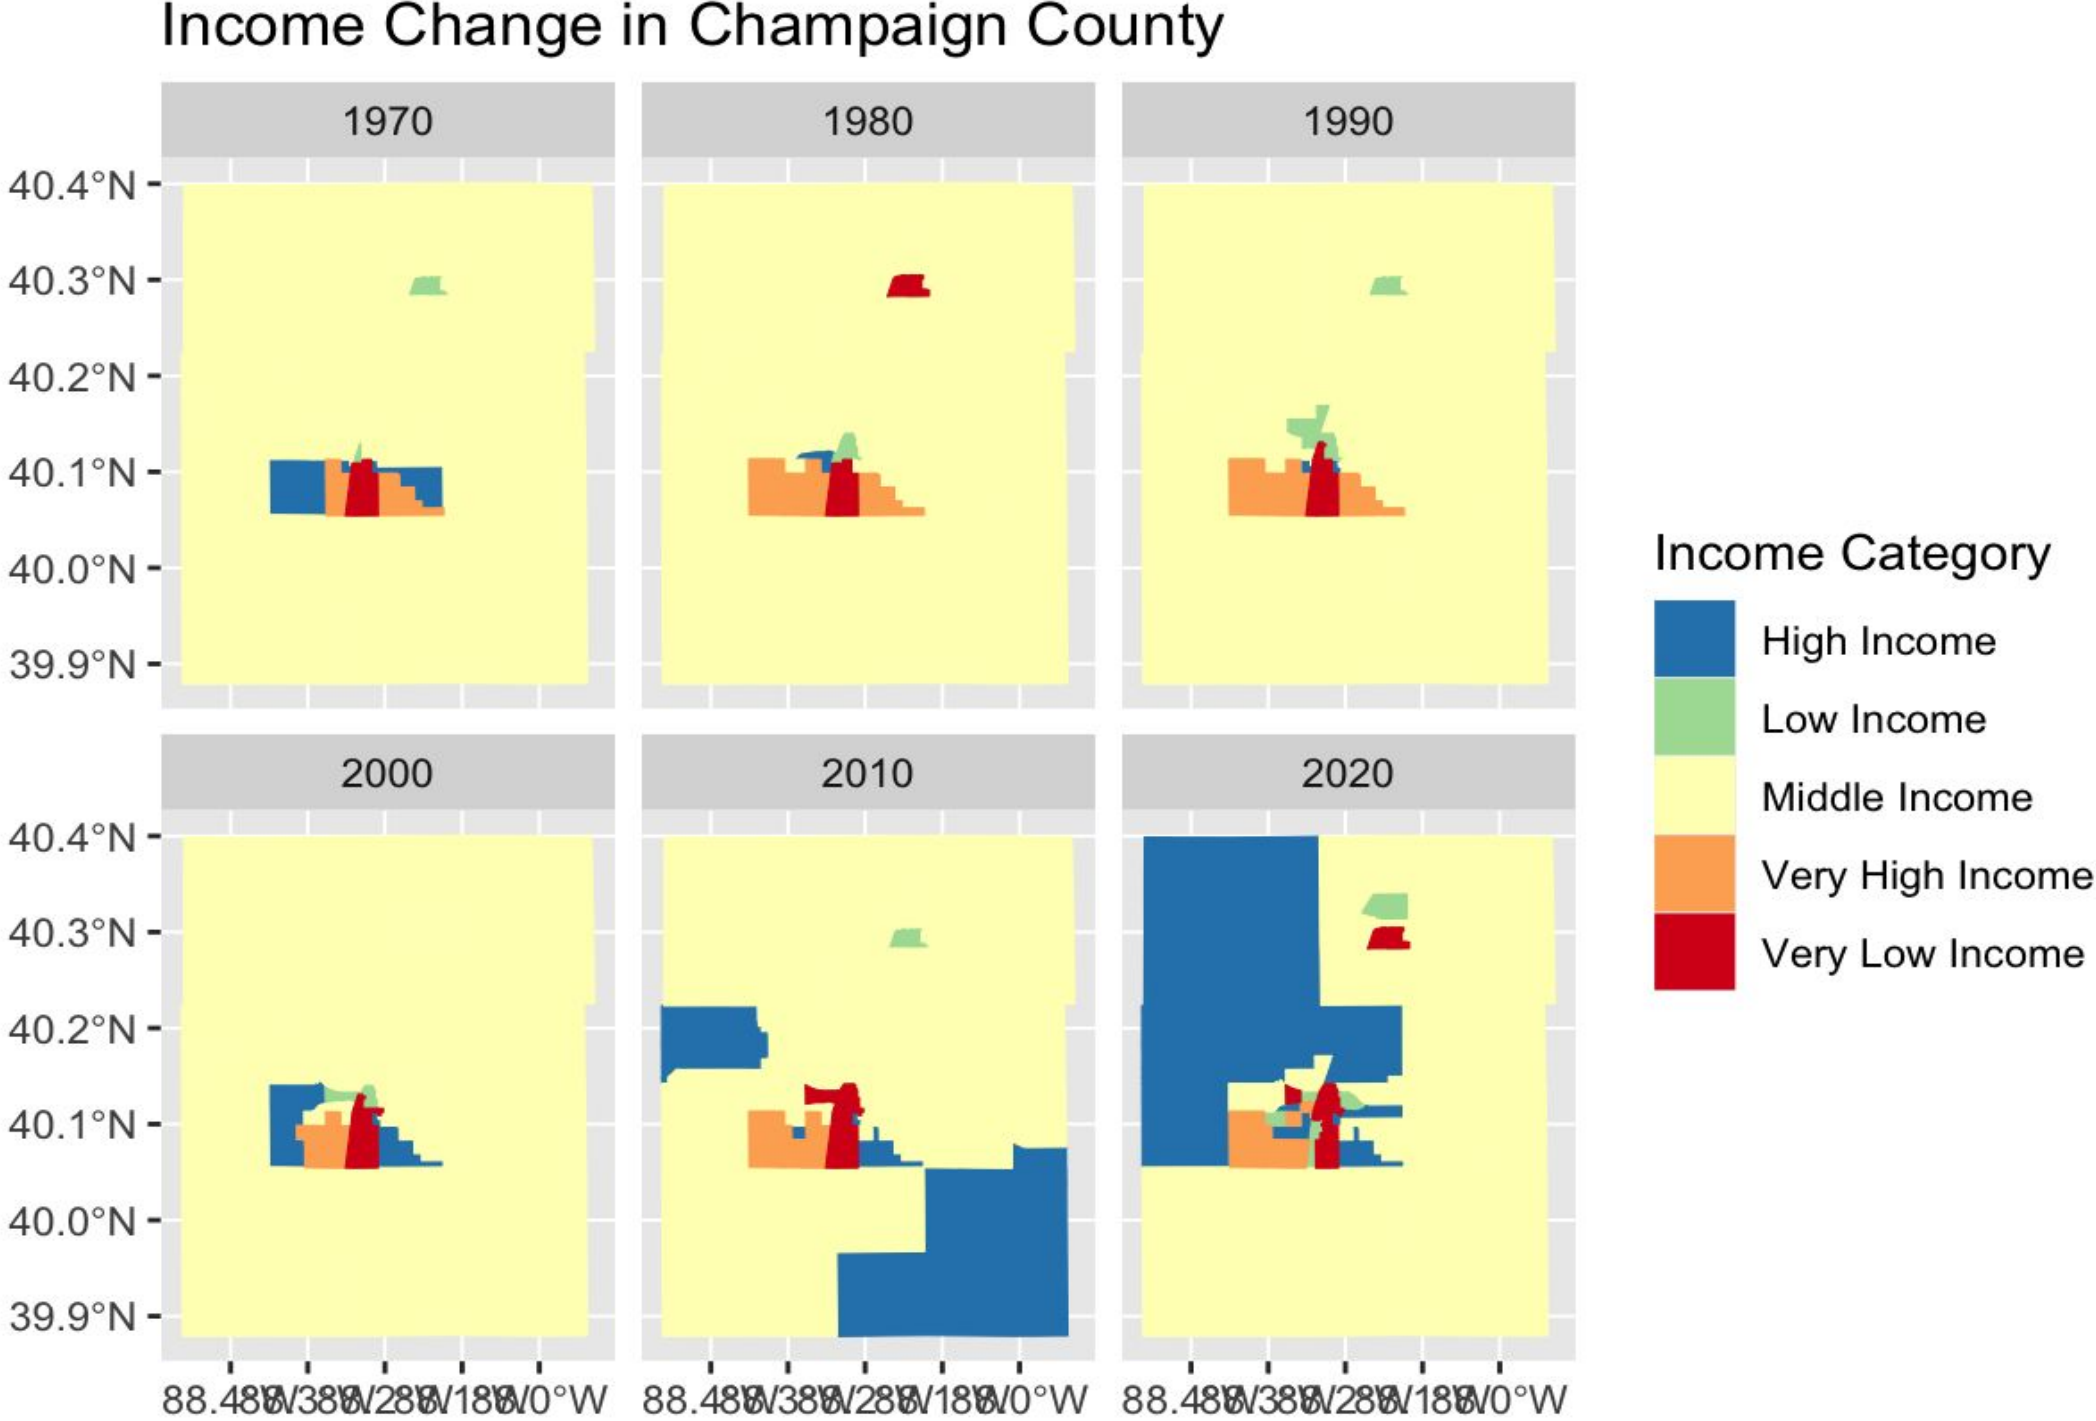 Income Change in Champaign County
1970 1980 1990
40.4°N
40.3°N
40.2°N
40.1°N
40.0°N
39.9°N
2000 2010 2020
40.4°N
40.3°N
40.2°N
40.1°N
40.0°N
39.9°N
Income Category
High Income
Low Income
Middle Income
Very High Income
Very Low Income